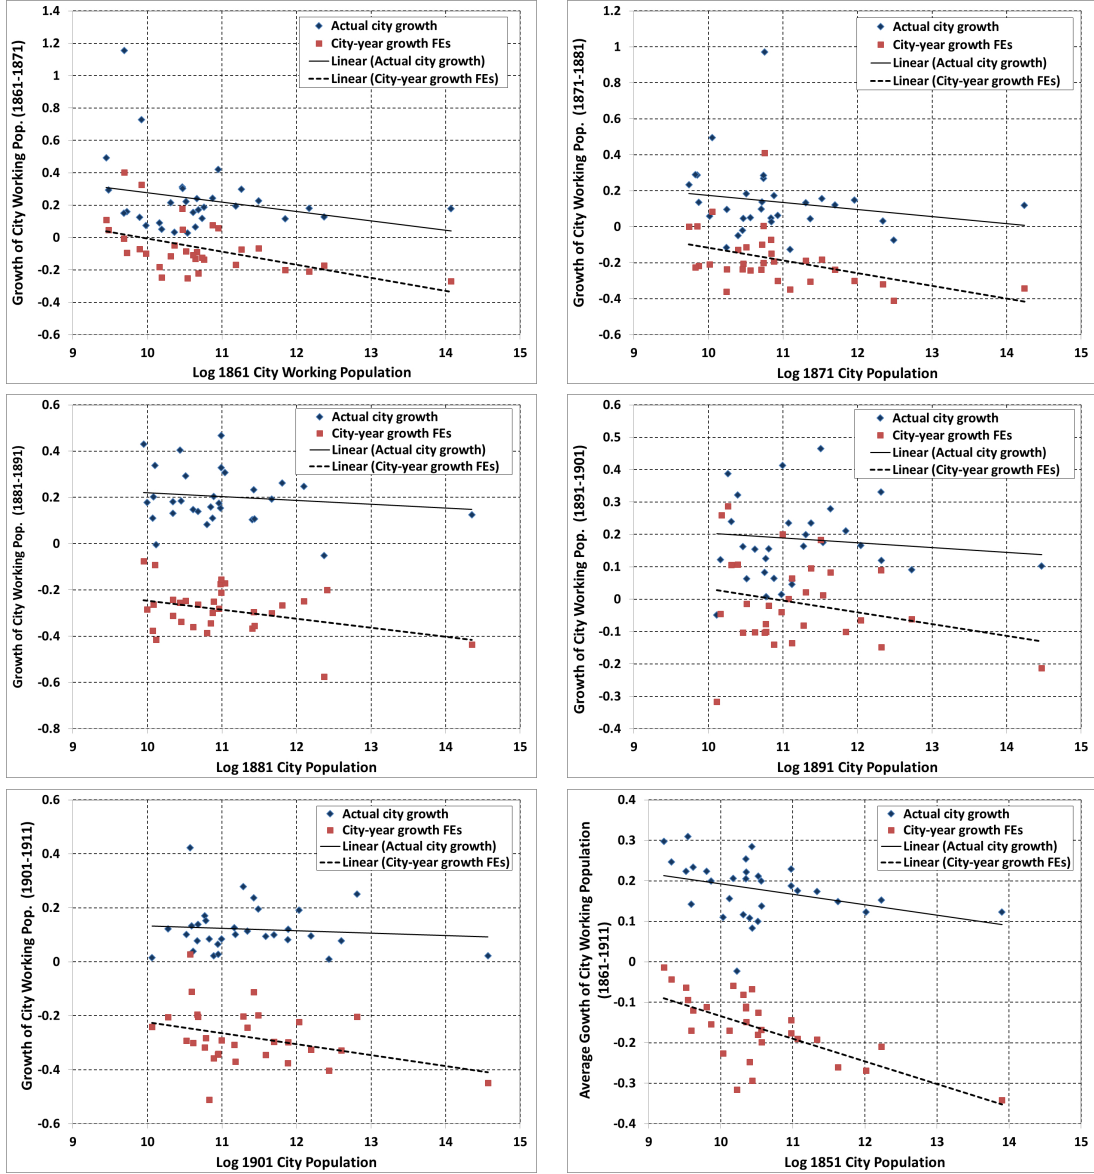 Growth of City Working Pop. (1861-1871)
1.4
1.2
1
0.8
0.6
0.4
0.2
0
-0.2
-0.4
-0.6
9 10 11 12 13 14 15
Log 1861 City Working Population
Actual city growth
City-year growth FEs
Linear (Actual city growth)
Linear (City-year growth FEs)
Growth of City Working Pop. (1871-1881)
1.2
1
0.8
0.6
0.4
0.2
0
-0.2
-0.4
-0.6
9 10 11 12 13 14 15
Log 1871 City Population
Actual city growth
City-year growth FEs
Linear (Actual city growth)
Linear (City-year growth FEs)
Growth of City Working Pop. (1881-1891)
0.6
0.4
0.2
0
-0.2
-0.4
-0.6
-0.8
9 10 11 12 13 14 15
Log 1881 City Population
Actual city growth
City-year growth FEs
Linear (Actual city growth)
Linear (City-year growth FEs)
Growth of City Working Pop. (1891-1901)
0.6
0.5
0.4
0.3
0.2
0.1
0
-0.1
-0.2
-0.3
-0.4
9 10 11 12 13 14 15
Log 1891 City Population
Actual city growth
City-year growth FEs
Linear (Actual city growth)
Linear (City-year growth FEs)
Growth of City Working Pop. (1901-1911)
0.6
0.4
0.2
0
-0.2
-0.4
-0.6
9 10 11 12 13 14 15
Log 1901 City Population
Actual city growth
City-year growth FEs
Linear (Actual city growth)
Linear (City-year growth FEs)
Average Gowth of City Working Population
(1861-1911)
0.4
0.3
0.2
0.1
0
-0.1
-0.2
-0.3
-0.4
9 10 11 12 13 14 15
Log 1851 City Population
Actual city growth
City-year growth FEs
Linear (Actual city growth)
Linear (City-year growth FEs)